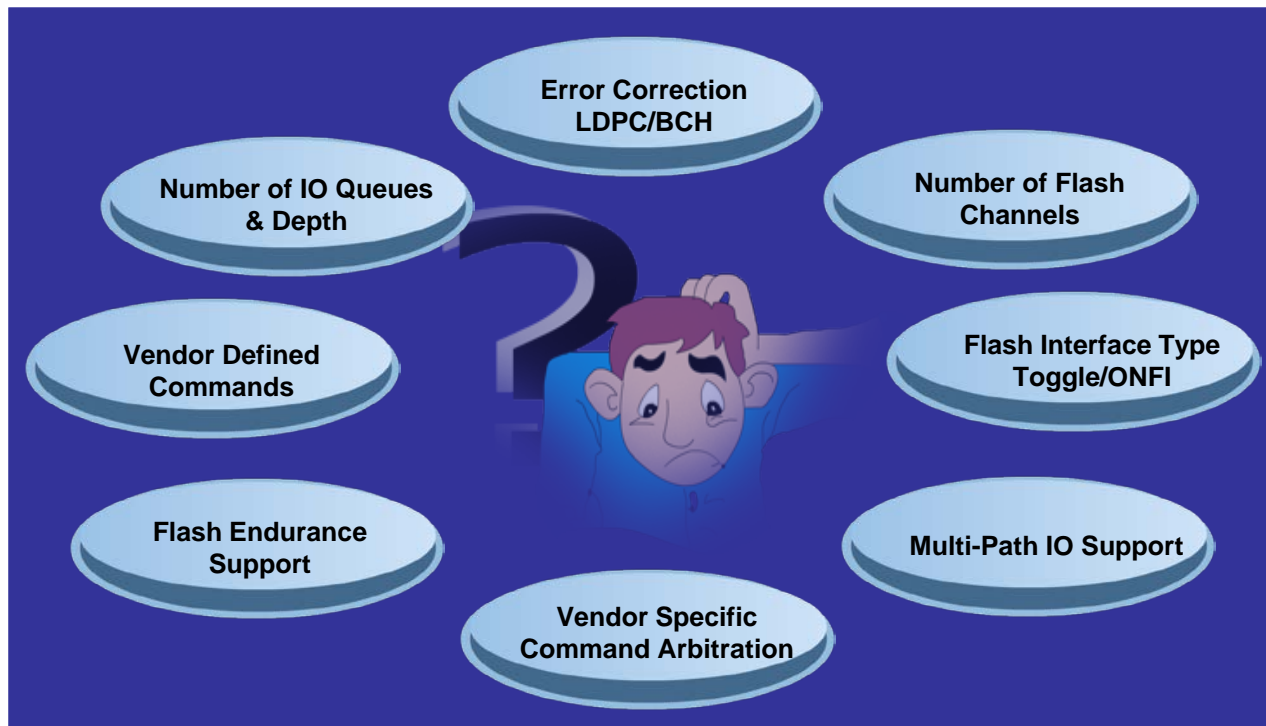 Error Correction
LDPC/BCH
Number of IO Queues
& Depth
Number of Flash
Channels
Vendor Defined
Commands
Flash Interface Type
Toggle/ONFI
Flash Endurance
Support
Multi-Path IO Support
Vendor Specific
Command Arbitration
?